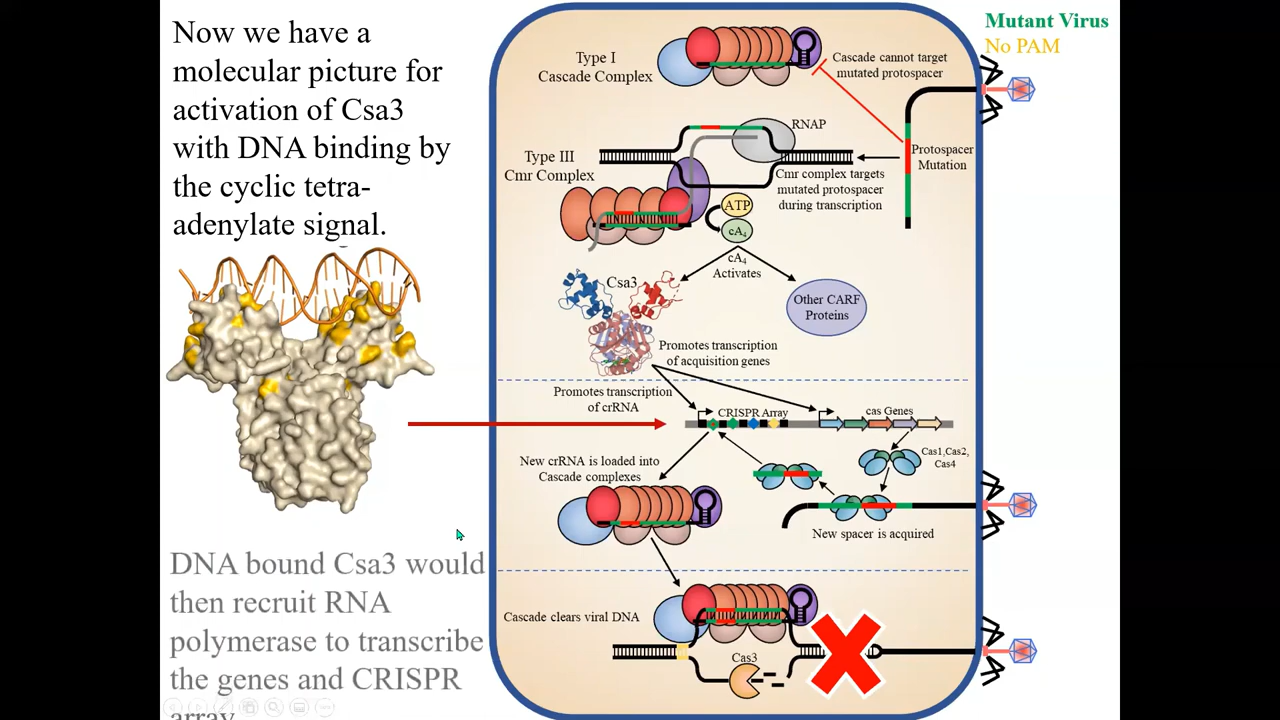 Now we have a
molecular picture for
activation of Csa3
with DNA binding by
the cyclic tetra-
adenylate signal.
DNA bound Csa3 would
then recruit RNA
polymerase to transcribe
the genes and CRISPR
array
Mutant Virus
No PAM
Type I
Cascade Complex
Cascade cannot target
mutated protospacer
RNAP
Type III
Cmr Complex
Protospacer
Mutation
Cmr complex targets
mutated protospacer
during transcription
ATP
cA₄
cA₄
Activates
Csa3
Other CARF
Proteins
Promotes transcription
of acquisition genes
Promotes transcription
of crRNA
CRISPR Array
cas Genes
Cas1,Cas2,
Cas4
New crRNA is loaded into
Cascade complexes
New spacer is acquired
Cascade clears viral DNA
Cas3